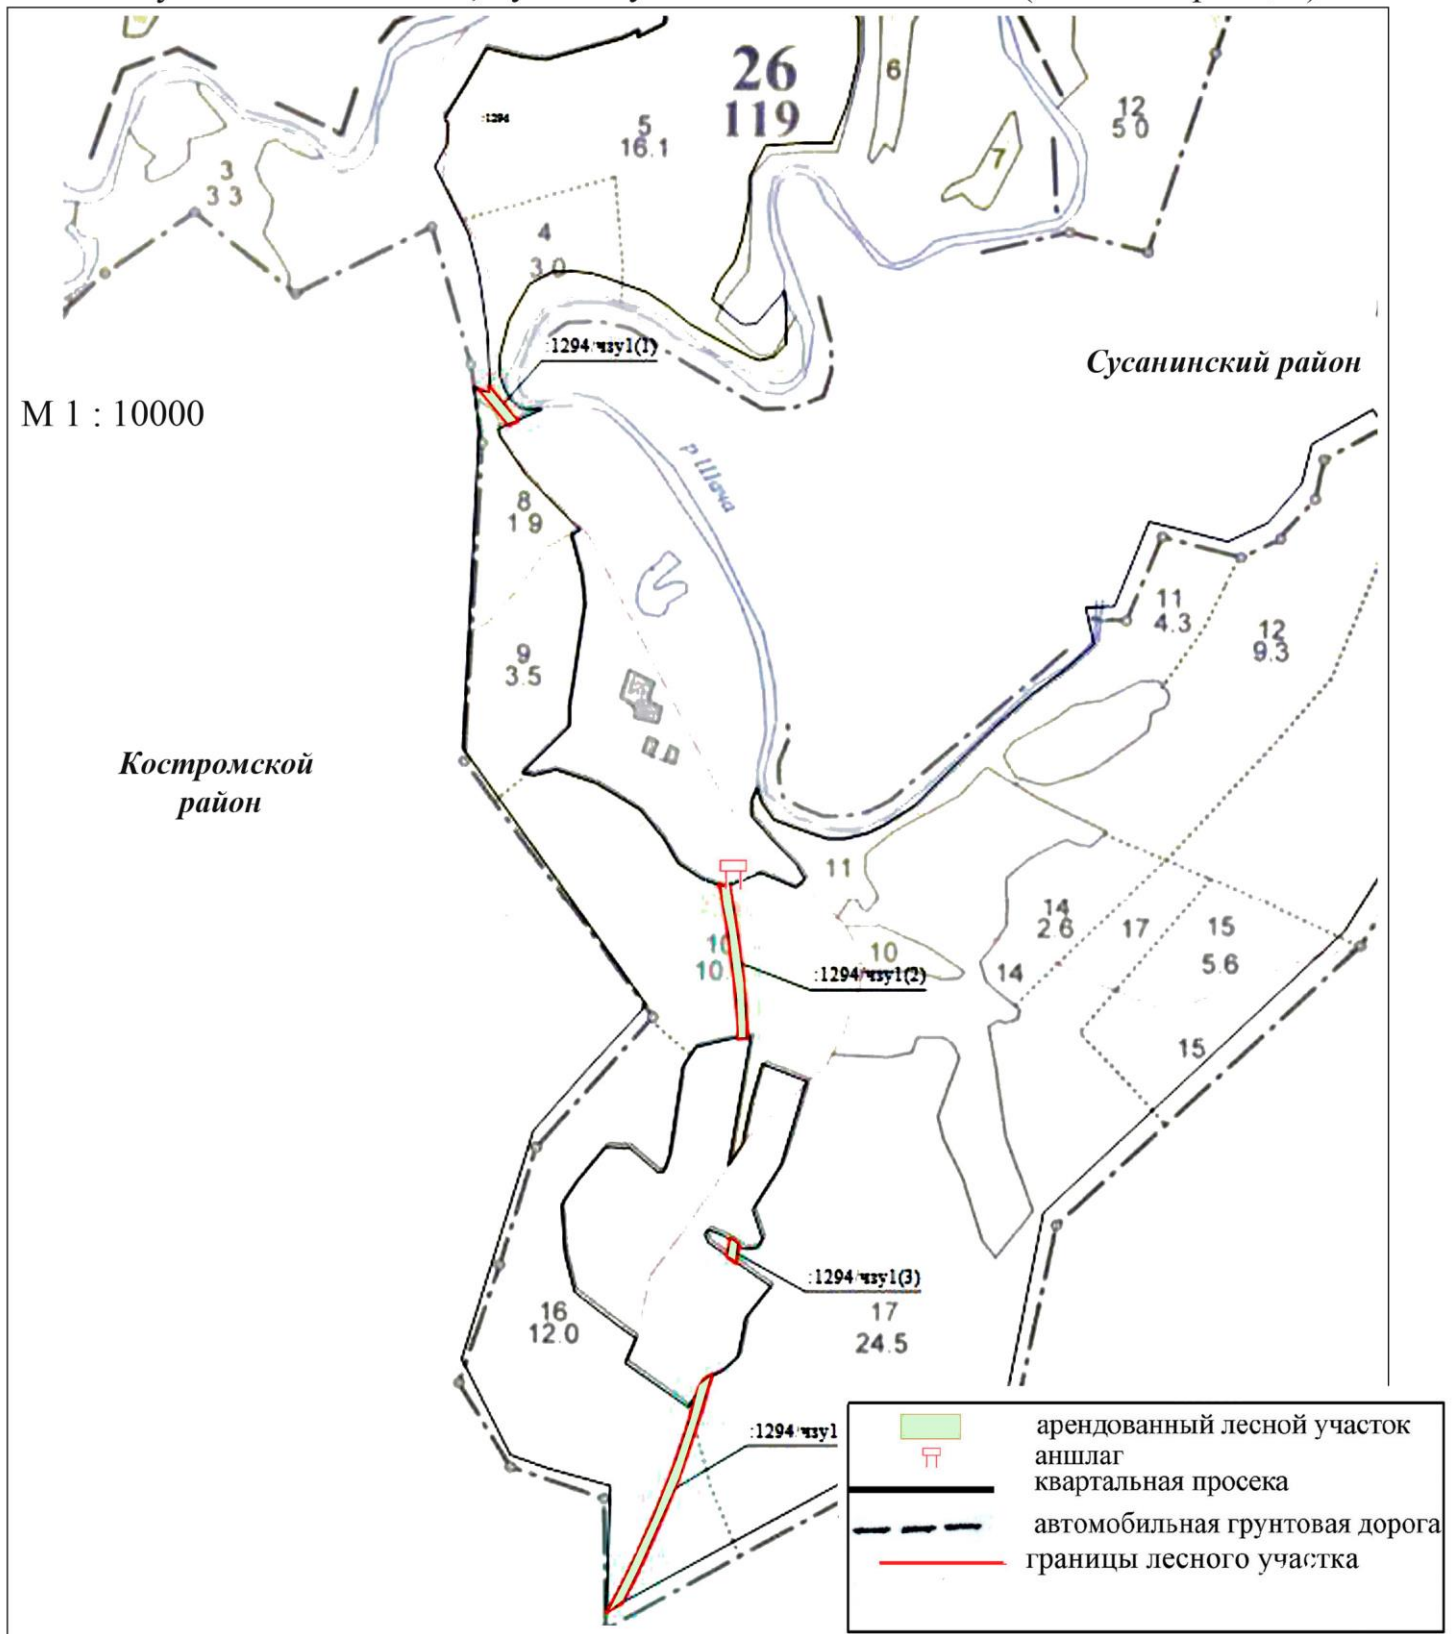 26
119
6
7
12
5 0
:1294
5
16.1
3
3 3
4
3.0
:1294/чзу1(1)
Сусанинский район
М 1 : 10000
р Шача
8
1 9
9
3.5
11
4.3
12
9.3
Костромской
район
11
14
2.6
17
15
5.6
10
10.
10
14
:1294/чзу1(2)
15
:1294/чзу1(3)
16
12.0
17
24.5
:1294/чзу1
арендованный лесной участок
аншлаг
квартальная просека
автомобильная грунтовая дорога
границы лесного участка